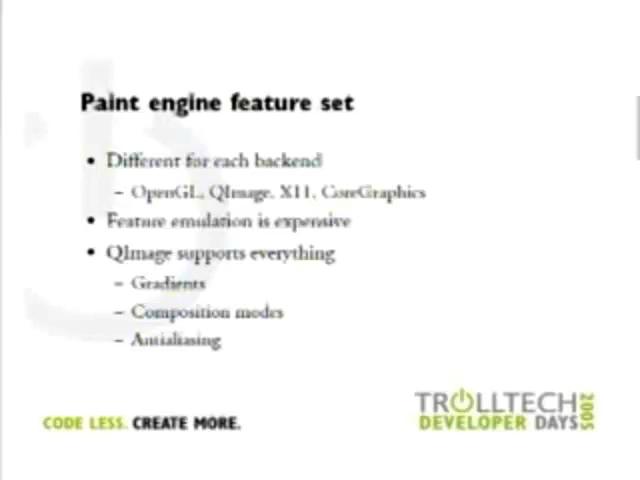 Paint engine feature set
• Different for each backend
– OpenGL, QImage, X11, CoreGraphics
• Feature emulation is expensive
• QImage supports everything
– Gradients
– Composition modes
– Antialiasing
CODE LESS. CREATE MORE.
TROLLTECH
DEVELOPER DAYS 2005